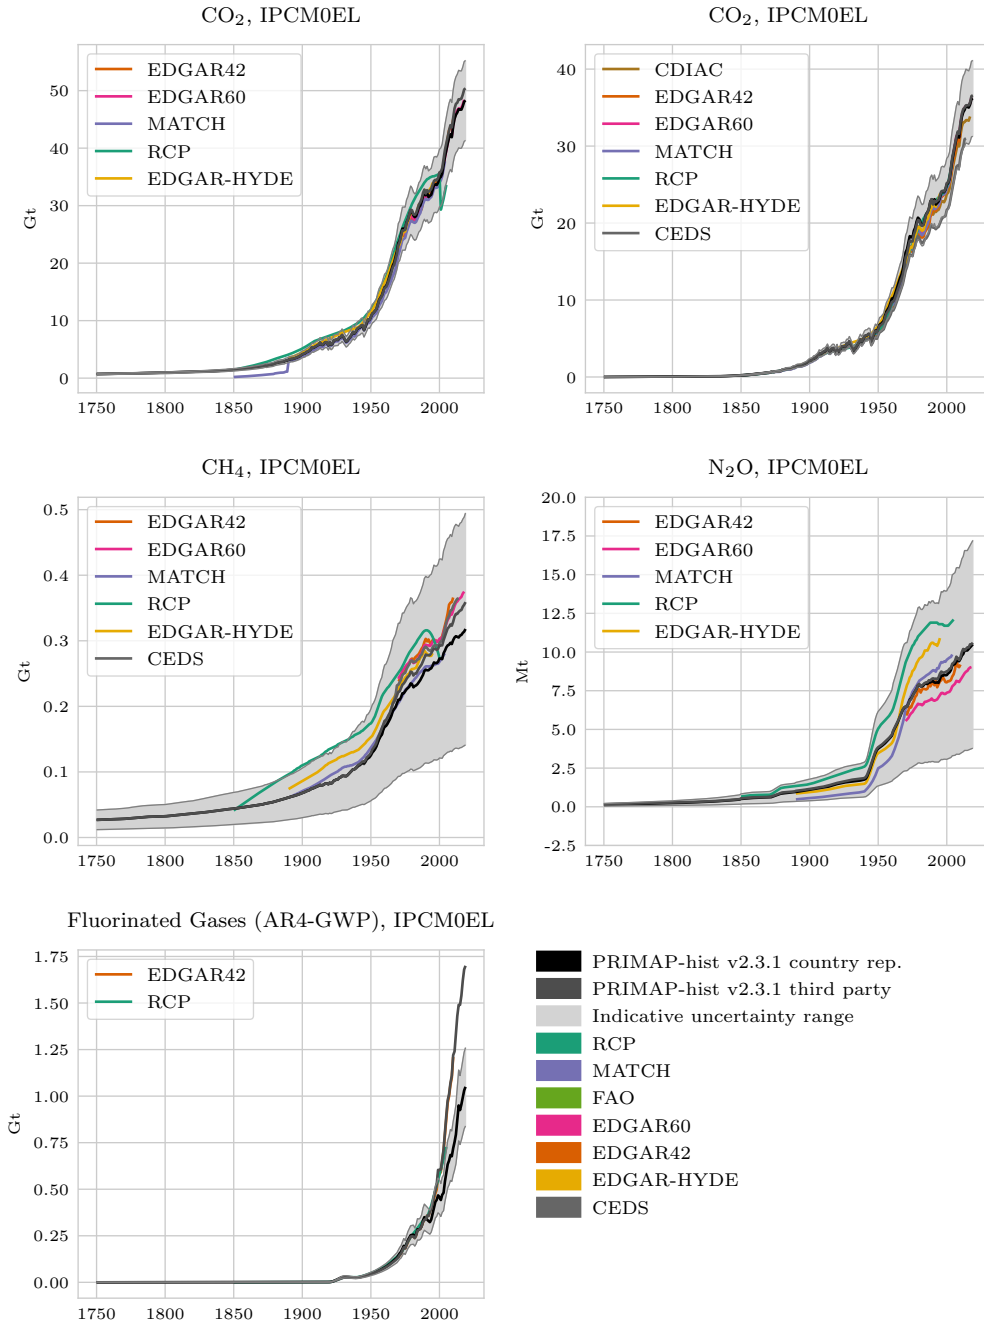 CO₂, IPCM0EL
Gt
50
40
30
20
10
0
EDGAR42
EDGAR60
MATCH
RCP
EDGAR-HYDE
1750 1800 1850 1900 1950 2000
CO₂, IPCM0EL
Gt
40
30
20
10
0
CDIAC
EDGAR42
EDGAR60
MATCH
RCP
EDGAR-HYDE
CEDS
1750 1800 1850 1900 1950 2000
CH₄, IPCM0EL
Gt
0.5
0.4
0.3
0.2
0.1
0.0
EDGAR42
EDGAR60
MATCH
RCP
EDGAR-HYDE
CEDS
1750 1800 1850 1900 1950 2000
N₂O, IPCM0EL
Mt
20.0
17.5
15.0
12.5
10.0
7.5
5.0
2.5
0.0
-2.5
EDGAR42
EDGAR60
MATCH
RCP
EDGAR-HYDE
1750 1800 1850 1900 1950 2000
Fluorinated Gases (AR4-GWP), IPCM0EL
Gt
1.75
1.50
1.25
1.00
0.75
0.50
0.25
0.00
EDGAR42
RCP
1750 1800 1850 1900 1950 2000
PRIMAP-hist v2.3.1 country rep.
PRIMAP-hist v2.3.1 third party
Indicative uncertainty range
RCP
MATCH
FAO
EDGAR60
EDGAR42
EDGAR-HYDE
CEDS